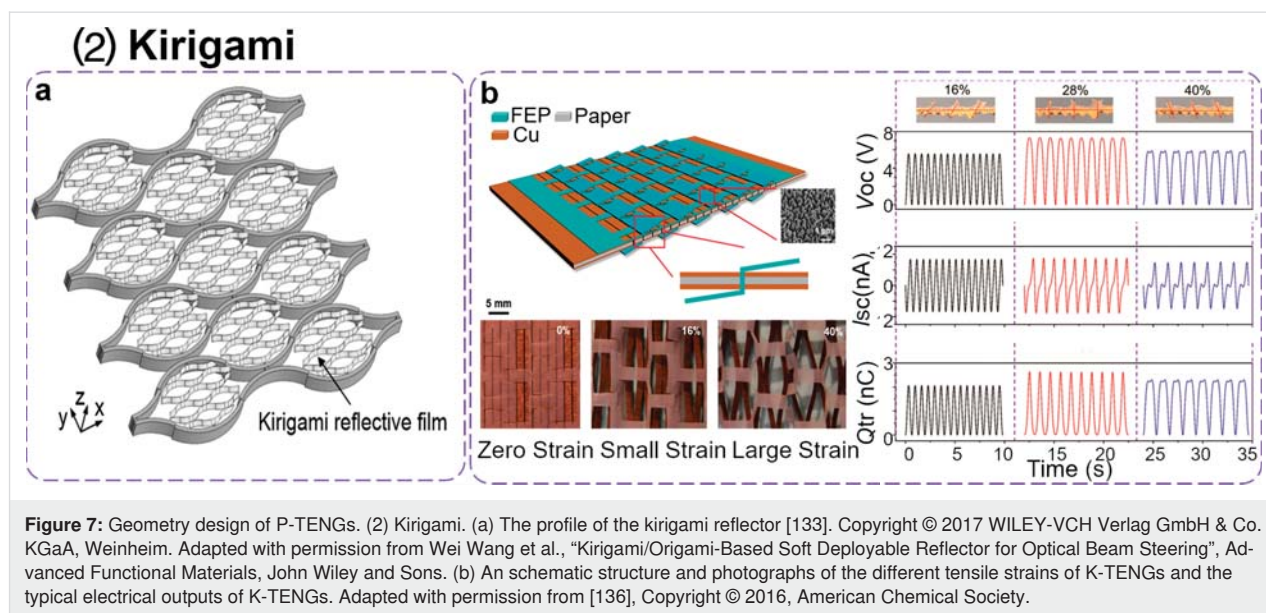 (2) Kirigami
a
Kirigami reflective film
z
y x
b
FEP Paper
Cu
5 mm
0%
16%
40%
Zero Strain Small Strain Large Strain
16% 28% 40%
Voc (V)
8
4
0
Isc(nA)
2
0
2
Qtr (nC)
3
0
0 5 10 15 20 25 30 35
Time (s)
Figure 7: Geometry design of P-TENGs. (2) Kirigami. (a) The profile of the kirigami reflector [133]. Copyright © 2017 WILEY-VCH Verlag GmbH & Co.
KGaA, Weinheim. Adapted with permission from Wei Wang et al., “Kirigami/Origami-Based Soft Deployable Reflector for Optical Beam Steering”, Ad-
vanced Functional Materials, John Wiley and Sons. (b) An schematic structure and photographs of the different tensile strains of K-TENGs and the
typical electrical outputs of K-TENGs. Adapted with permission from [136], Copyright © 2016, American Chemical Society.